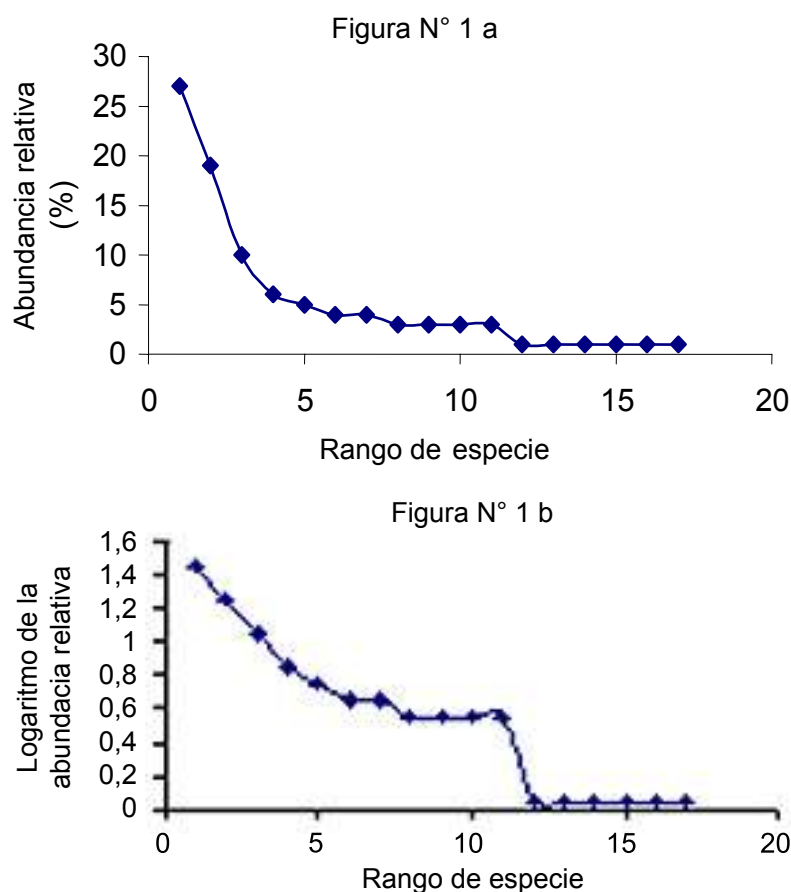 Figura N° 1 a
30
25
20
15
10
5
0
Abundancia relativa
(%)
0 5 10 15 20
Rango de especie
Figura N° 1 b
1,6
1,4
1,2
1
0,8
0,6
0,4
0,2
0
Logaritmo de la
abundacia relativa
0 5 10 15 20
Rango de especie